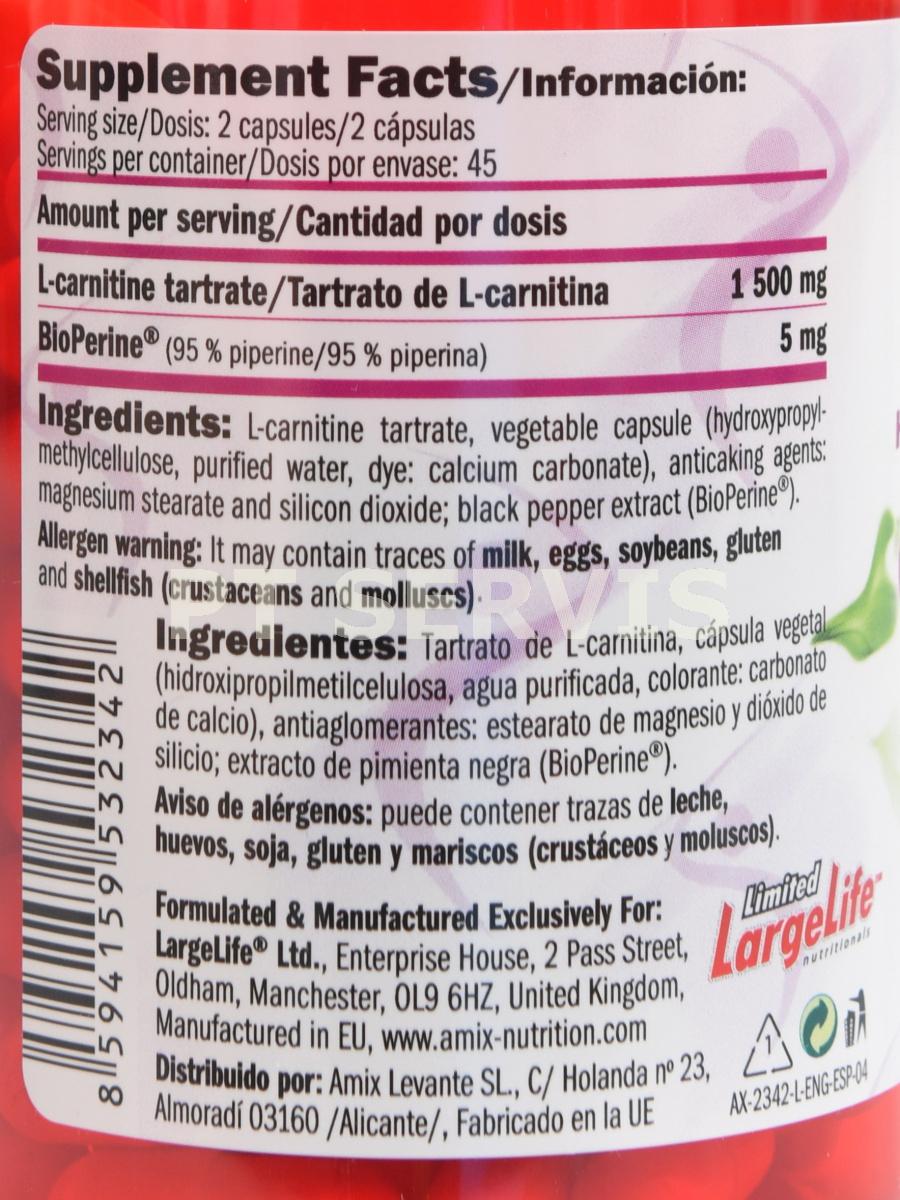 Supplement Facts/Información:
Serving size/Dosis: 2 capsules/2 cápsulas
Servings per container/Dosis por envase: 45
Amount per serving/Cantidad por dosis
L-carnitine tartrate/Tartrato de L-carnitina 1 500 mg
BioPerine® (95 % piperine/95 % piperina) 5 mg
Ingredients: L-carnitine tartrate, vegetable capsule (hydroxypropyl-
methylcellulose, purified water, dye: calcium carbonate), anticaking agents:
magnesium stearate and silicon dioxide; black pepper extract (BioPerine®).
Allergen warning: It may contain traces of milk, eggs, soybeans, gluten
and shellfish (crustaceans and molluscs).
PT SERVIS
Ingredientes: Tartrato de L-carnitina, cápsula vegetal
(hidroxipropilmetilcelulosa, agua purificada, colorante: carbonato
de calcio), antiaglomerantes: estearato de magnesio y dióxido de
silicio; extracto de pimienta negra (BioPerine®).
Aviso de alérgenos: puede contener trazas de leche,
huevos, soja, gluten y mariscos (crustáceos y moluscos).
Formulated & Manufactured Exclusively For:
LargeLife® Ltd., Enterprise House, 2 Pass Street,
Oldham, Manchester, OL9 6HZ, United Kingdom,
Manufactured in EU, www.amix-nutrition.com
Distribuido por: Amix Levante SL., C/ Holanda nº 23,
Almoradí 03160 /Alicante/, Fabricado en la UE
Limited
LargeLife™
nutritionals
1
AX-2342-L-ENG-ESP-04
8 594159 532342